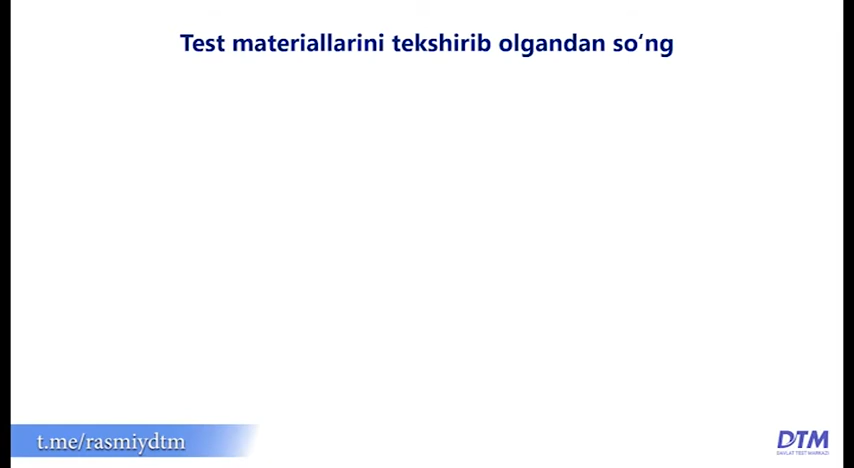 Test materiallarini tekshirib olgandan so‘ng
t.me/rasmiydtm
DTM
DAVLAT TEST MARKAZI